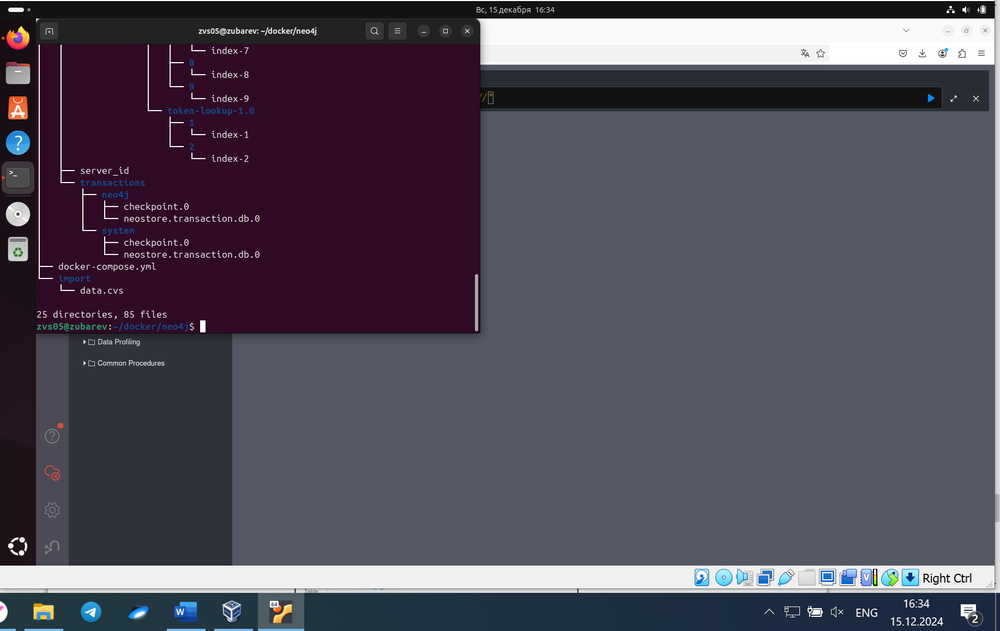 Вс, 15 декабря 16:34
zvs05@zubarev: ~/docker/neo4j
index-7
8
index-8
9
index-9
token-lookup-1.0
1
index-1
2
index-2
server_id
transactions
neo4j
checkpoint.0
neostore.transaction.db.0
system
checkpoint.0
neostore.transaction.db.0
docker-compose.yml
import
data.cvs
25 directories, 85 files
zvs05@zubarev:~/docker/neo4j$
//"
Data Profiling
Common Procedures
Right Ctrl
Table
64
ENG
16:34
15.12.2024
2